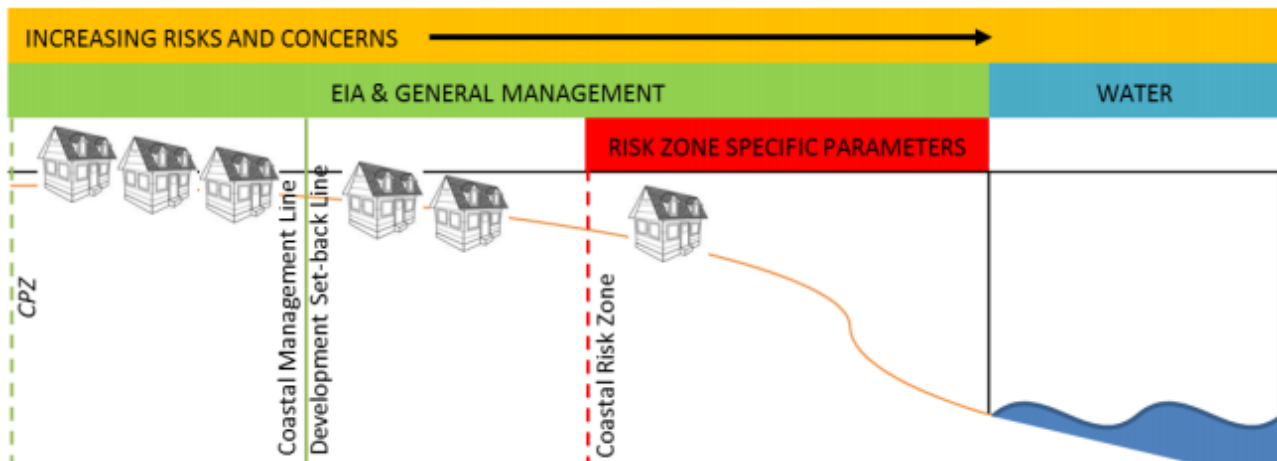 INCREASING RISKS AND CONCERNS
EIA & GENERAL MANAGEMENT
WATER
RISK ZONE SPECIFIC PARAMETERS
CPZ
Coastal Management Line
Development Set-back Line
Coastal Risk Zone